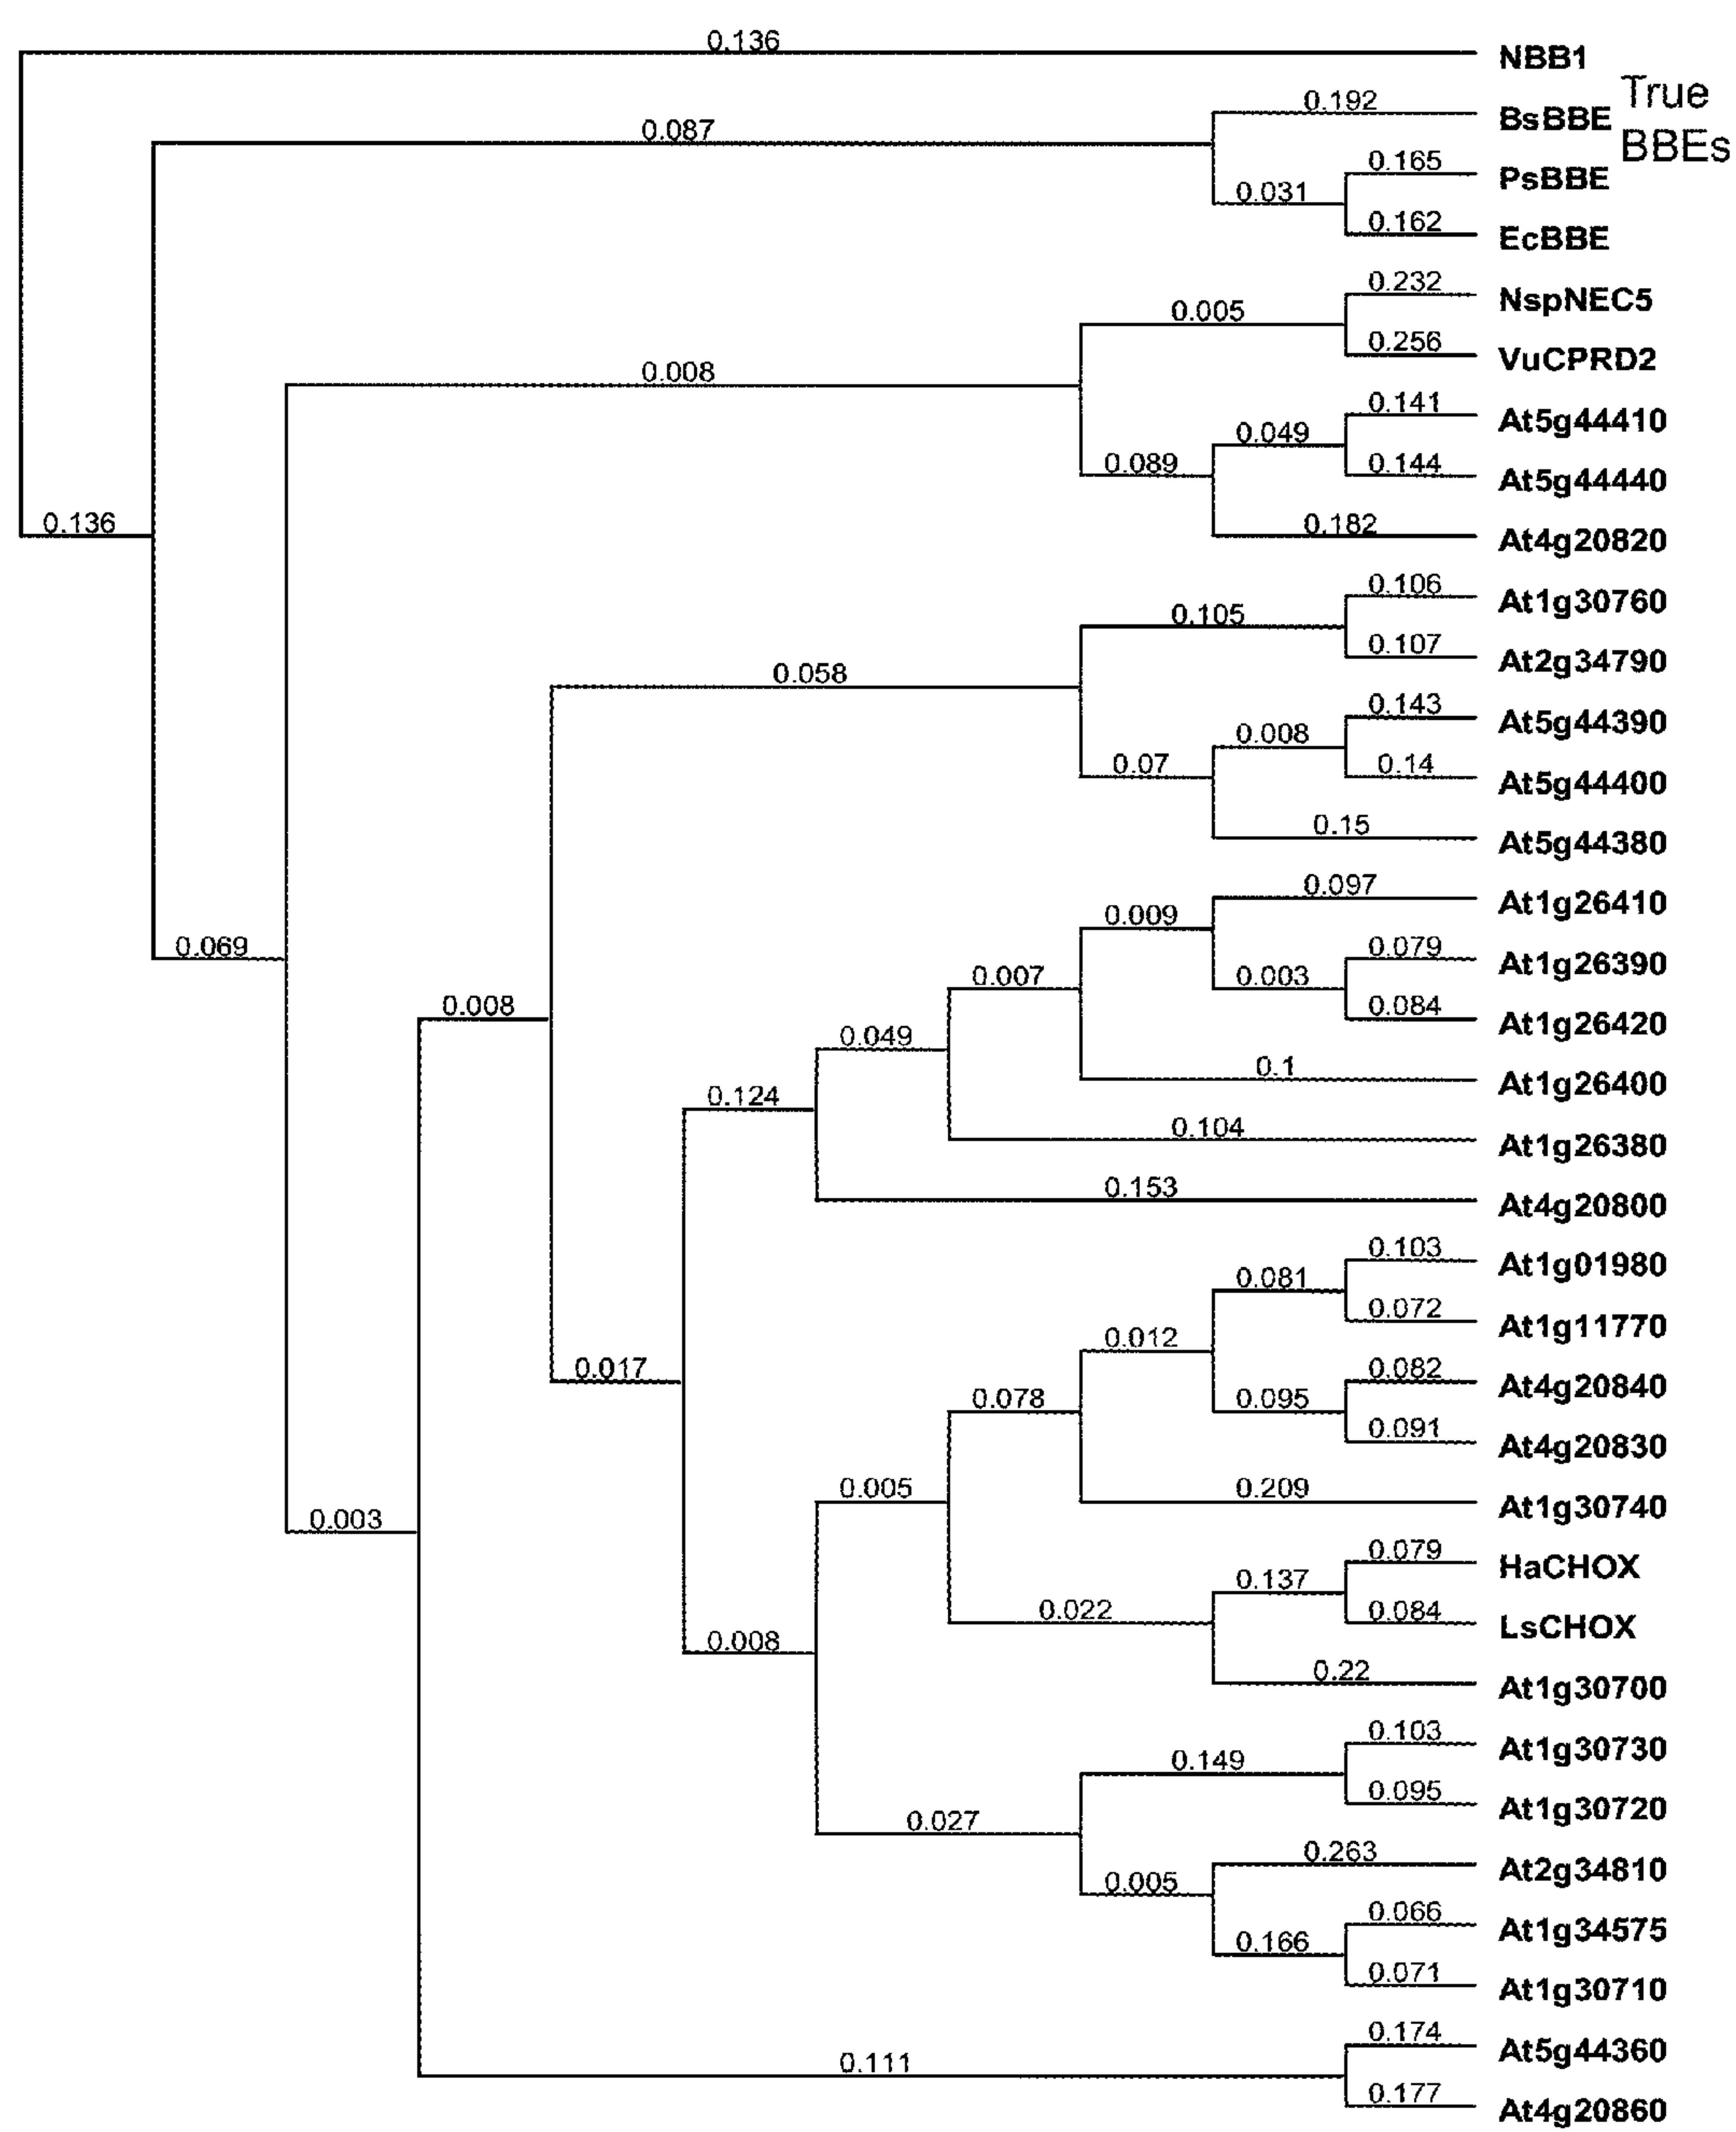 0.136
NBB1
True
BBEs
0.192
BsBBE
0.087
0.165
PsBBE
0.031
0.162
EcBBE
0.232
NspNEC5
0.005
0.256
VuCPRD2
0.008
0.141
At5g44410
0.049
0.144
At5g44440
0.089
0.182
At4g20820
0.136
0.106
At1g30760
0.105
0.107
At2g34790
0.058
0.143
At5g44390
0.008
0.14
At5g44400
0.07
0.15
At5g44380
0.097
At1g26410
0.009
0.079
At1g26390
0.069
0.003
0.007
0.084
At1g26420
0.008
0.049
0.1
At1g26400
0.124
0.104
At1g26380
0.153
At4g20800
0.103
At1g01980
0.081
0.072
At1g11770
0.012
0.082
At4g20840
0.017
0.095
0.078
0.091
At4g20830
0.005
0.209
At1g30740
0.003
0.079
HaCHOX
0.137
0.022
0.084
LsCHOX
0.008
0.22
At1g30700
0.103
At1g30730
0.149
0.095
At1g30720
0.027
0.263
At2g34810
0.005
0.066
At1g34575
0.166
0.071
At1g30710
0.174
At5g44360
0.111
0.177
At4g20860